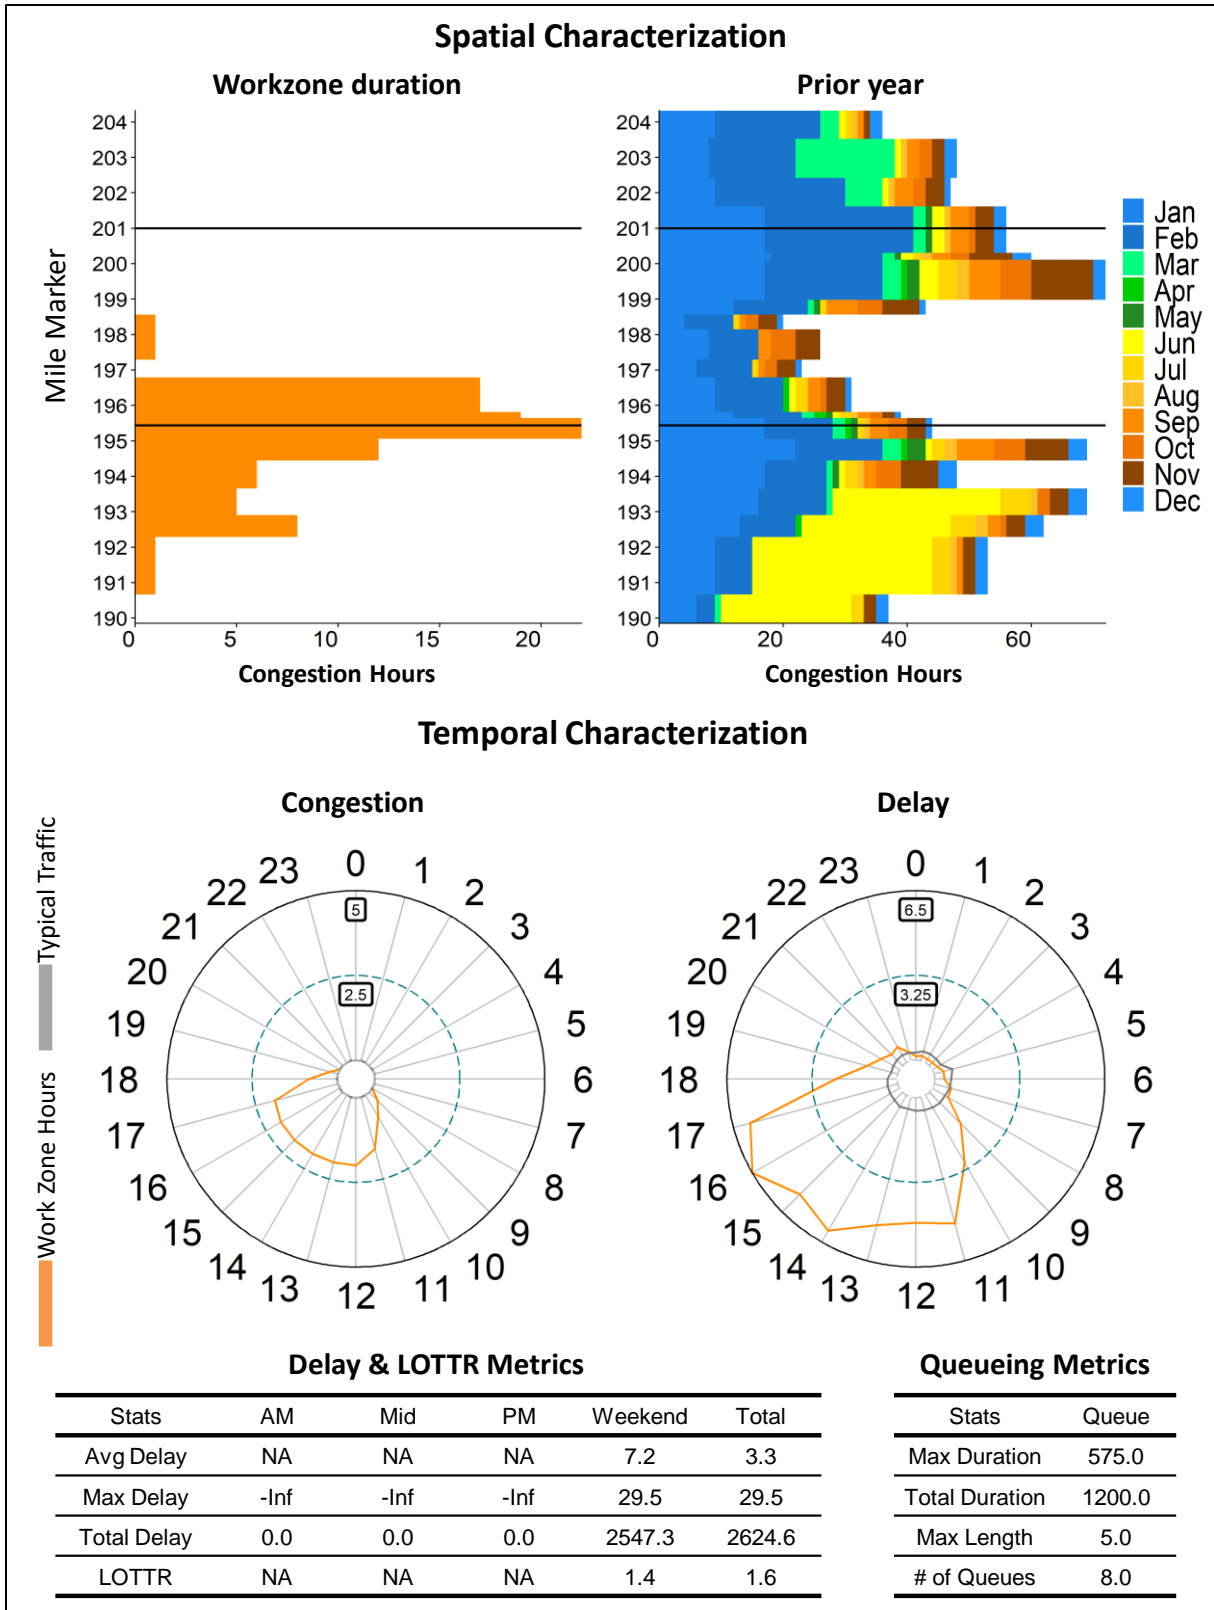 Spatial Characterization
Workzone duration
Prior year
Mile Marker
204
203
202
201
200
199
198
197
196
195
194
193
192
191
190
0 5 10 15 20
Congestion Hours
204
203
202
201
200
199
198
197
196
195
194
193
192
191
190
0 20 40 60
Congestion Hours
Jan
Feb
Mar
Apr
May
Jun
Jul
Aug
Sep
Oct
Nov
Dec
Temporal Characterization
Work Zone Hours Typical Traffic
Congestion
0
1
2
3
4
5
6
7
8
9
10
11
12
13
14
15
16
17
18
19
20
21
22
23
5
2.5
Delay
0
1
2
3
4
5
6
7
8
9
10
11
12
13
14
15
16
17
18
19
20
21
22
23
6.5
3.25
Delay & LOTTR Metrics
Stats AM Mid PM Weekend Total
Avg Delay NA NA NA 7.2 3.3
Max Delay -Inf -Inf -Inf 29.5 29.5
Total Delay 0.0 0.0 0.0 2547.3 2624.6
LOTTR NA NA NA 1.4 1.6
Queueing Metrics
Stats Queue
Max Duration 575.0
Total Duration 1200.0
Max Length 5.0
# of Queues 8.0